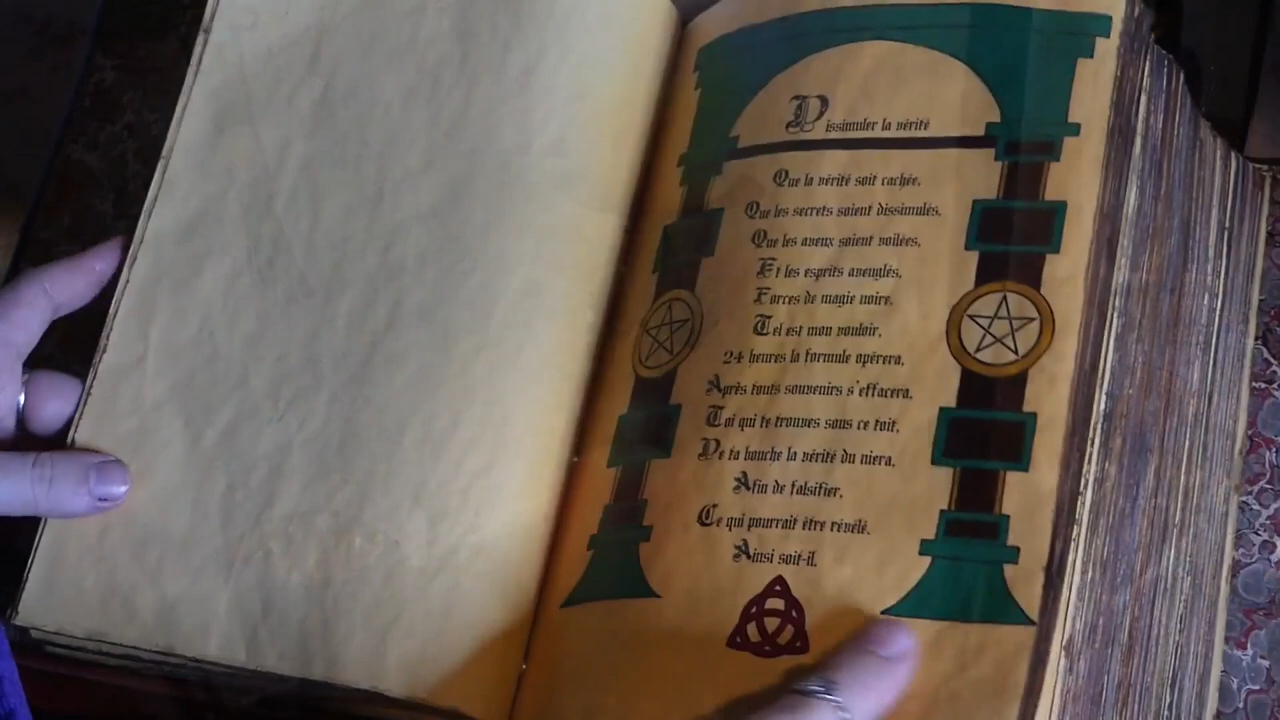 Dissimuler la vérité
Que la vérité soit cachée,
Que les secrets soient dissimulés,
Que les aveux soient voilées,
Et les esprits aveuglés,
Forces de magie noire,
Tel est mon vouloir,
24 heures la formule opérera,
Après touts souvenirs s'effacera,
Toi qui te trouves sous ce toit,
De ta bouche la vérité du niera,
Afin de falsifier,
Ce qui pourrait être révélé.
Ainsi soit-il.